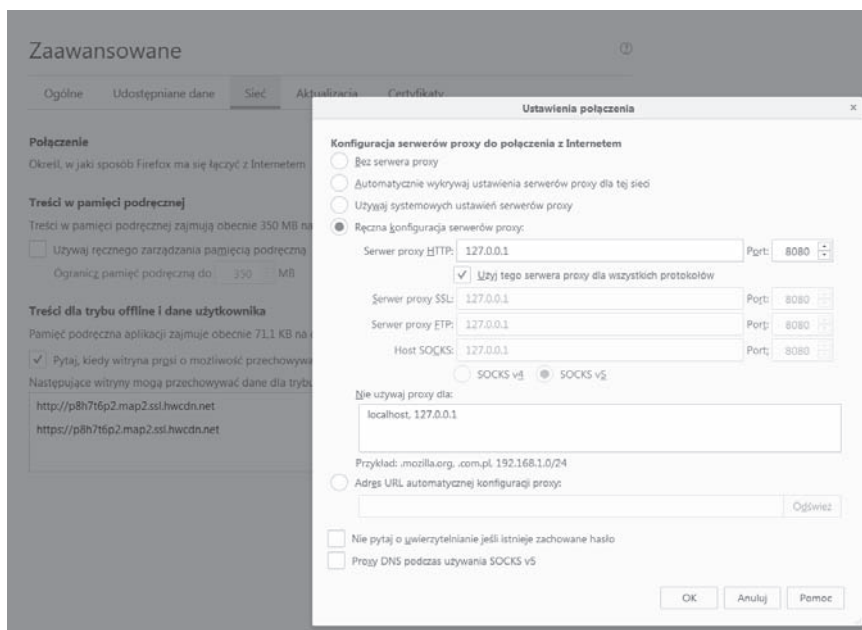 Zaawansowane
Ogólne Udostępniane dane Sieć Aktualizacja Certyfikaty
Połączenie
Określ, w jaki sposób Firefox ma się łączyć z Internetem
Treści w pamięci podręcznej
Treści w pamięci podręcznej zajmują obecnie 350 MB na
Używaj ręcznego zarządzania pamięcią podręczną
Ogranicz pamięć podręczną do 350 MB
Treści dla trybu offline i dane użytkownika
Pamięć podręczna aplikacji zajmuje obecnie 71,1 KB na
Pytaj, kiedy witryna prosi o możliwość przechowywa
Następujące witryny mogą przechowywać dane dla trybu
http://p8h7t6p2.map2.ssl.hwcdn.net
https://p8h7t6p2.map2.ssl.hwcdn.net
Ustawienia połączenia
Konfiguracja serwerów proxy do połączenia z Internetem
Bez serwera proxy
Automatycznie wykrywaj ustawienia serwerów proxy dla tej sieci
Używaj systemowych ustawień serwerów proxy
Ręczna konfiguracja serwerów proxy:
Serwer proxy HTTP: 127.0.0.1 Port: 8080
Użyj tego serwera proxy dla wszystkich protokołów
Serwer proxy SSL: 127.0.0.1 Port: 8080
Serwer proxy FTP: 127.0.0.1 Port: 8080
Host SOCKS: 127.0.0.1 Port: 8080
SOCKS v4 SOCKS v5
Nie używaj proxy dla:
localhost, 127.0.0.1
Przykład: .mozilla.org, .com.pl, 192.168.1.0/24
Adres URL automatycznej konfiguracji proxy:
Odśwież
Nie pytaj o uwierzytelnianie jeśli istnieje zachowane hasło
Proxy DNS podczas używania SOCKS v5
OK Anuluj Pomoc